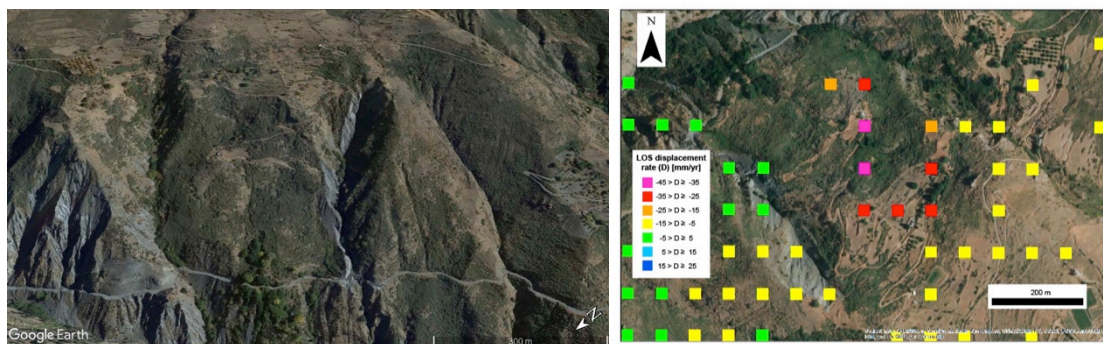 Google Earth
300 m
N
N
LOS displacement
rate (D) [mm/yr]
-45 > D ≥ -35
-35 > D ≥ -25
-25 > D ≥ -15
-15 > D ≥ -5
-5 > D ≥ 5
5 > D ≥ 15
15 > D ≥ 25
200 m